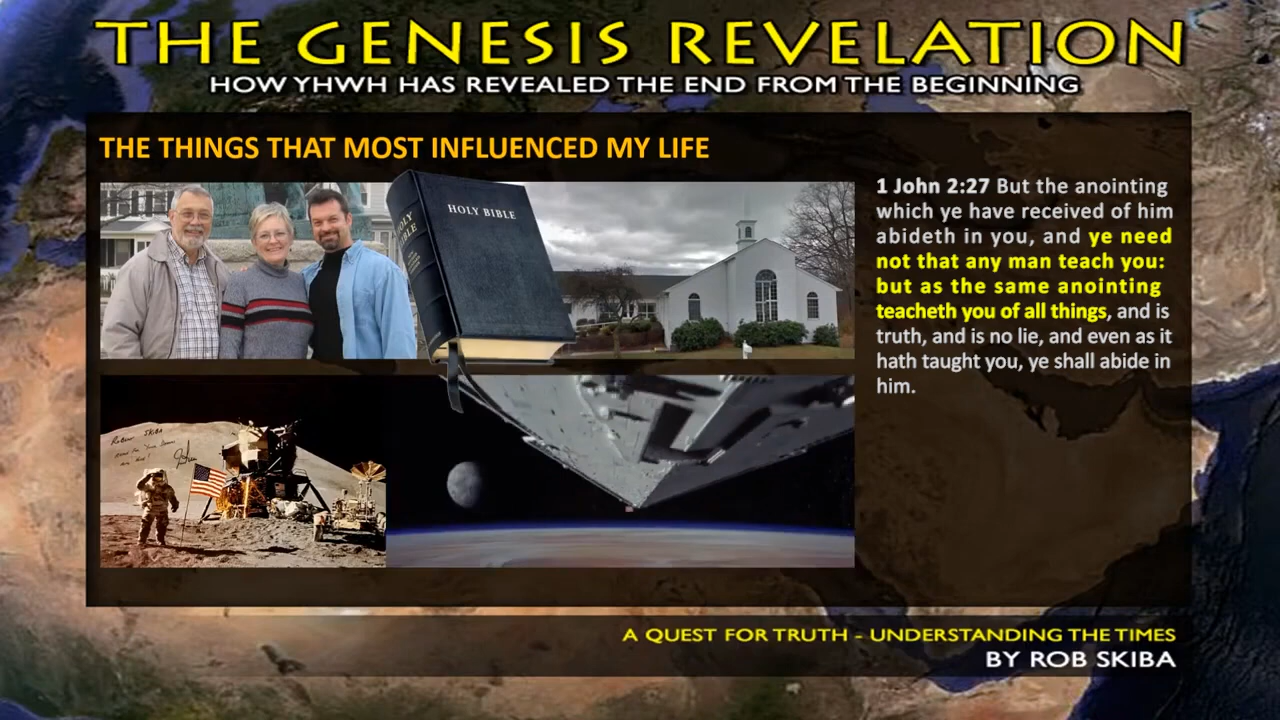 THE GENESIS REVELATION
HOW YHWH HAS REVEALED THE END FROM THE BEGINNING
THE THINGS THAT MOST INFLUENCED MY LIFE
HOLY BIBLE
HOLY
BIBLE
1 John 2:27 But the anointing
which ye have received of him
abideth in you, and ye need
not that any man teach you:
but as the same anointing
teacheth you of all things, and is
truth, and is no lie, and even as it
hath taught you, ye shall abide in
him.
A QUEST FOR TRUTH - UNDERSTANDING THE TIMES
BY ROB SKIBA